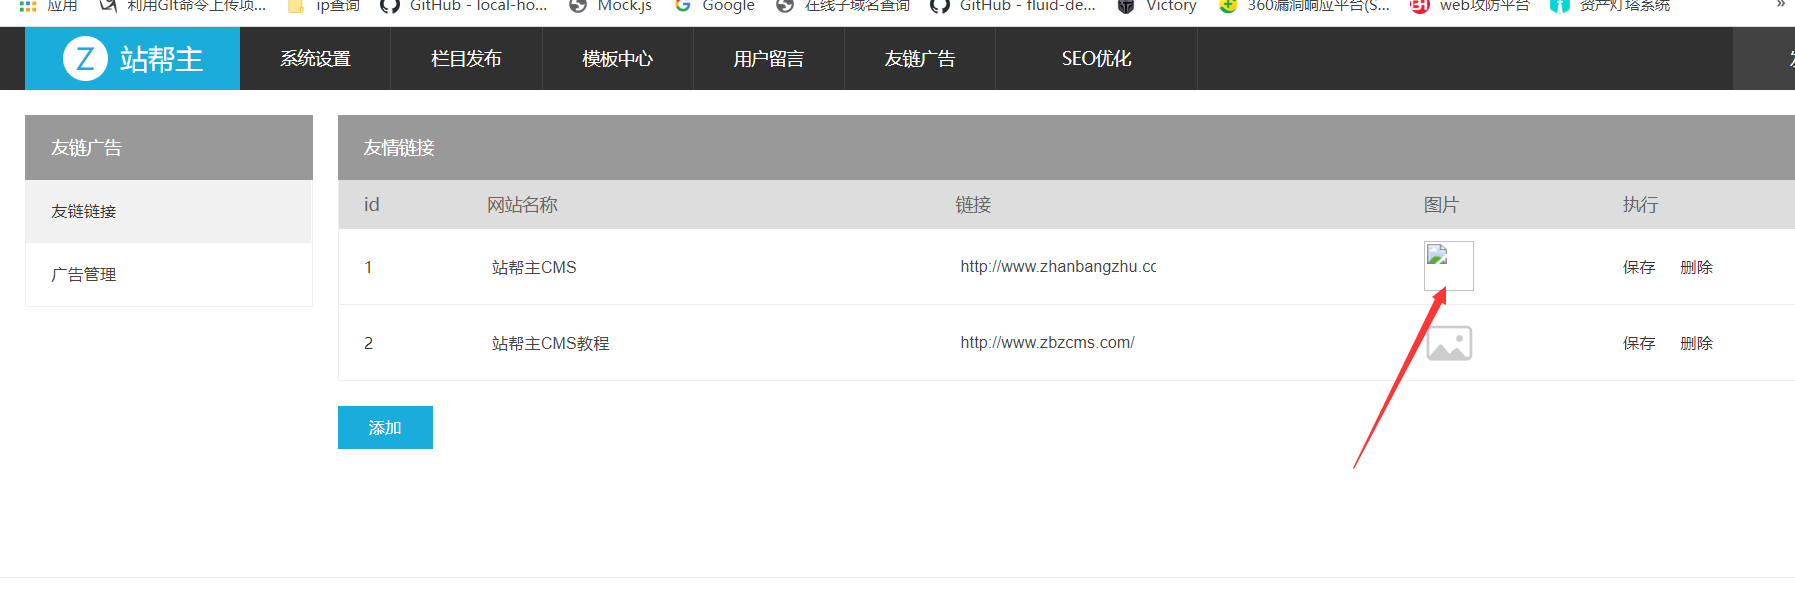 应用 利用Git命令上传项... ip查询 GitHub - local-ho... Mock.js Google 在线子域名查询 GitHub - fluid-de... Victory 360漏洞响应平台(S... web攻防平台 资产灯塔系统 »
Z 站帮主 系统设置 栏目发布 模板中心 用户留言 友链广告 SEO优化
友链广告
友链链接
广告管理
友情链接
id 网站名称 链接 图片 执行
1 站帮主CMS http://www.zhanbangzhu.cc 保存 删除
2 站帮主CMS教程 http://www.zbzcms.com/ 保存 删除
添加